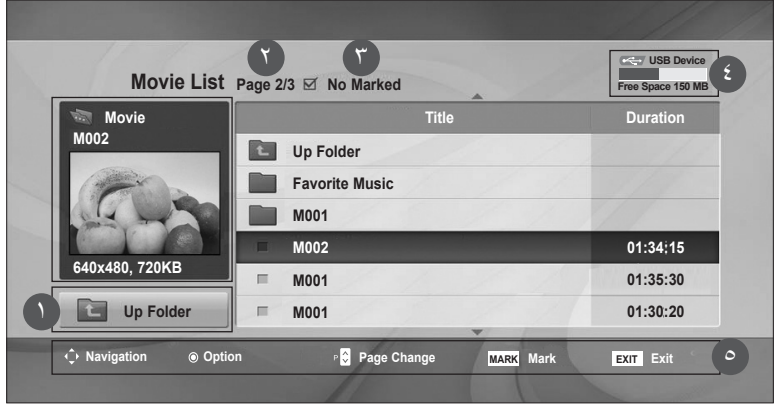 ٢ ٣
USB Device
٤
Free Space 150 MB
Movie List Page 2/3 No Marked
Movie
M002
640x480, 720KB
١
Up Folder
Title Duration
Up Folder
Favorite Music
M001
M002 01:34:15
M001 01:35:30
M001 01:30:20
Navigation Option P Page Change MARK Mark EXIT Exit ٥